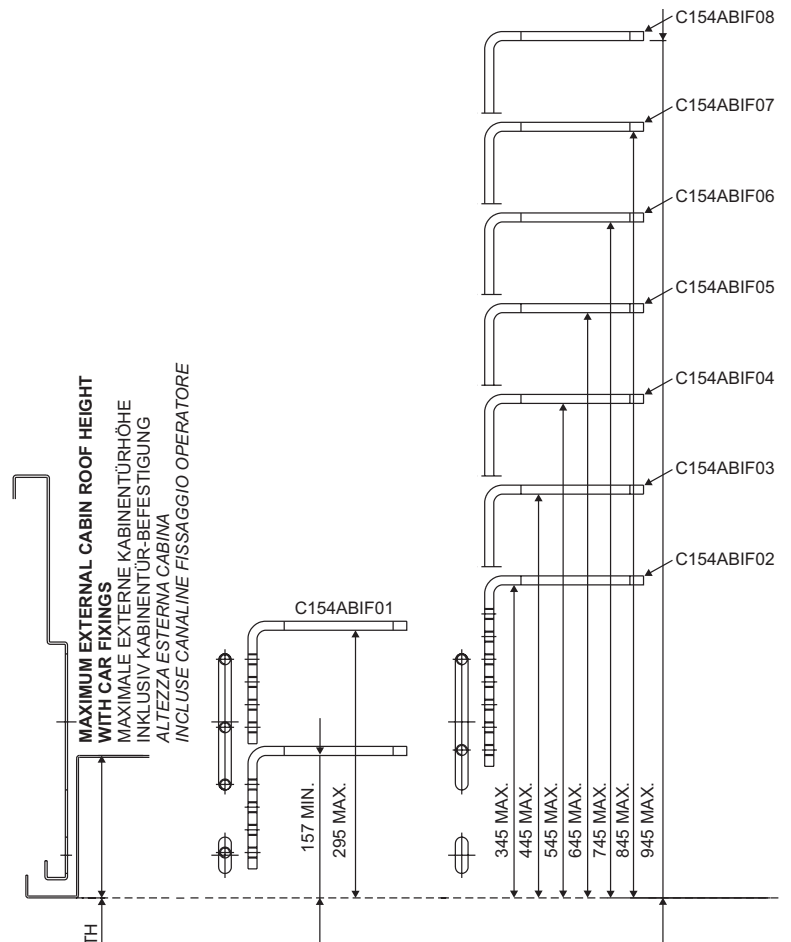 C154ABIF08
C154ABIF07
C154ABIF06
C154ABIF05
C154ABIF04
C154ABIF03
C154ABIF02
C154ABIF01
MAXIMUM EXTERNAL CABIN ROOF HEIGHT
WITH CAR FIXINGS
MAXIMALE EXTERNE KABINENTÜRHÖHE
INKLUSIV KABINENTÜR-BEFESTIGUNG
ALTEZZA ESTERNA CABINA
INCLUSE CANALINE FISSAGGIO OPERATORE
157 MIN.
295 MAX.
345 MAX.
445 MAX.
545 MAX.
645 MAX.
745 MAX.
845 MAX.
945 MAX.
TH